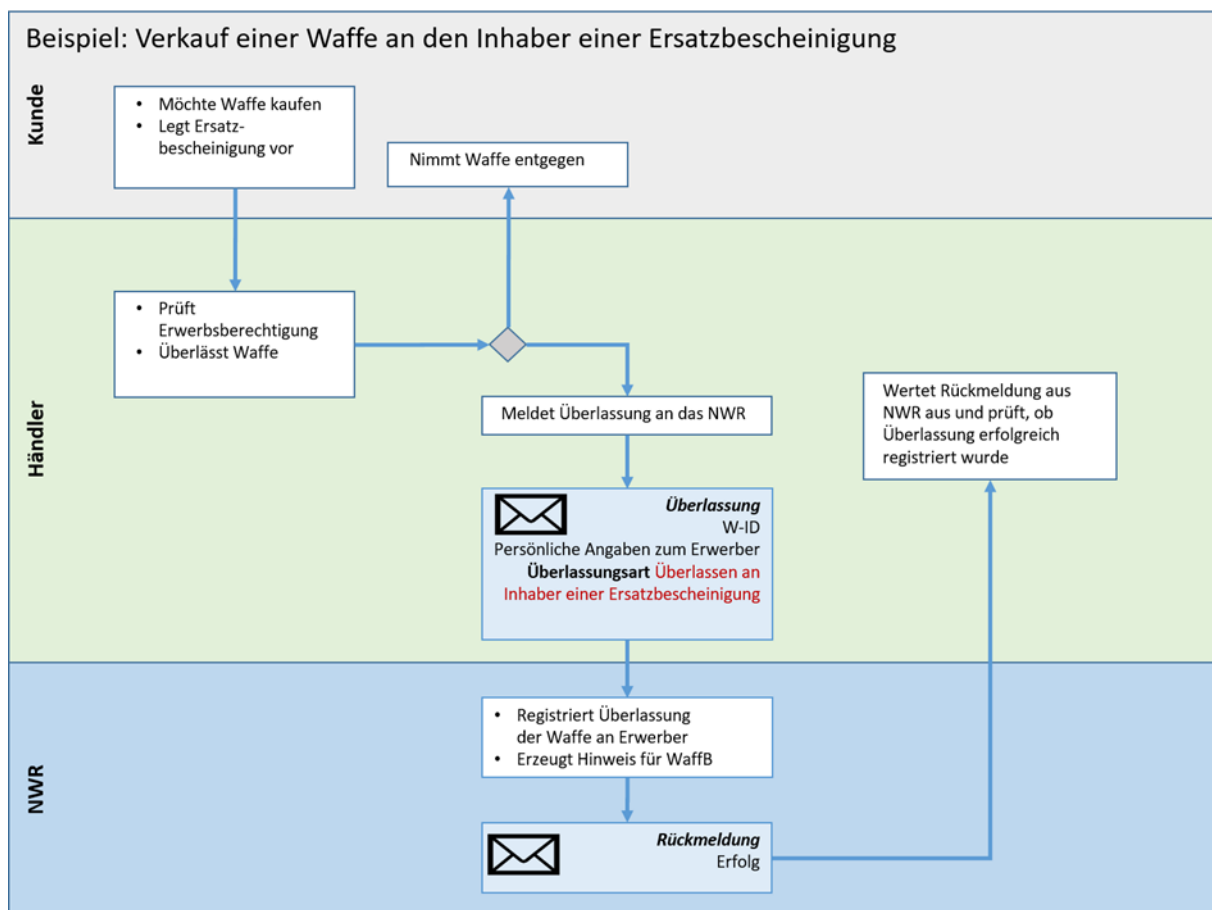 Beispiel: Verkauf einer Waffe an den Inhaber einer Ersatzbescheinigung
Kunde
• Möchte Waffe kaufen
• Legt Ersatz-
bescheinigung vor
Nimmt Waffe entgegen
Händler
• Prüft
Erwerbsberechtigung
• Überlässt Waffe
Meldet Überlassung an das NWR
Wertet Rückmeldung aus
NWR aus und prüft, ob
Überlassung erfolgreich
registriert wurde
Überlassung
W-ID
Persönliche Angaben zum Erwerber
Überlassungsart Überlassen an
Inhaber einer Ersatzbescheinigung
NWR
• Registriert Überlassung
der Waffe an Erwerber
• Erzeugt Hinweis für WaffB
Rückmeldung
Erfolg